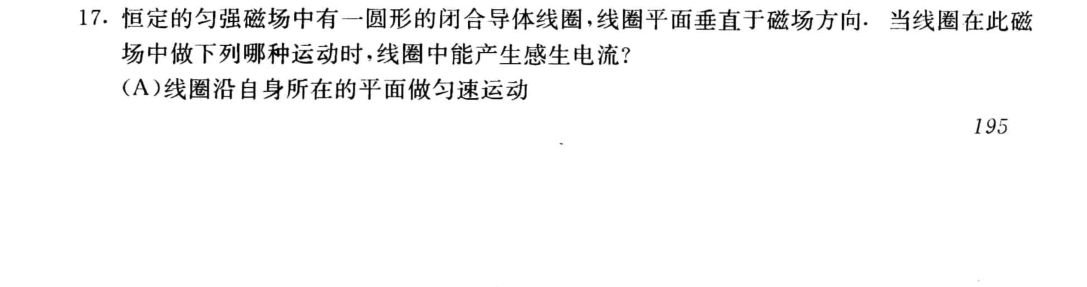 17. 恒定的匀强磁场中有一圆形的闭合导体线圈,线圈平面垂直于磁场方向. 当线圈在此磁
场中做下列哪种运动时,线圈中能产生感生电流?
(A)线圈沿自身所在的平面做匀速运动
195